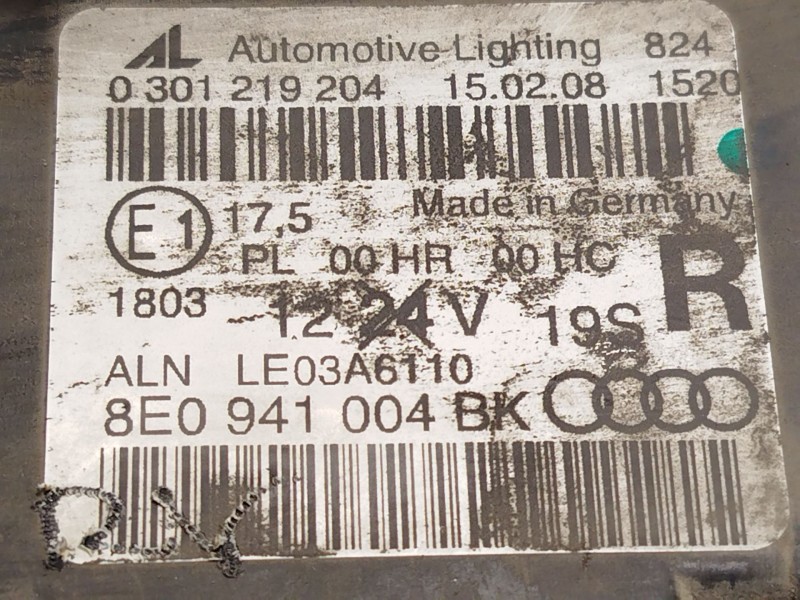 AL Automotive Lighting 824
0 301 219 204 15.02.08 1520
Made in Germany
E1 17,5
PL 00 HR 00 HC R
1803 12 24 V 19S
ALN LE03A6110
8E0 941 004 BK